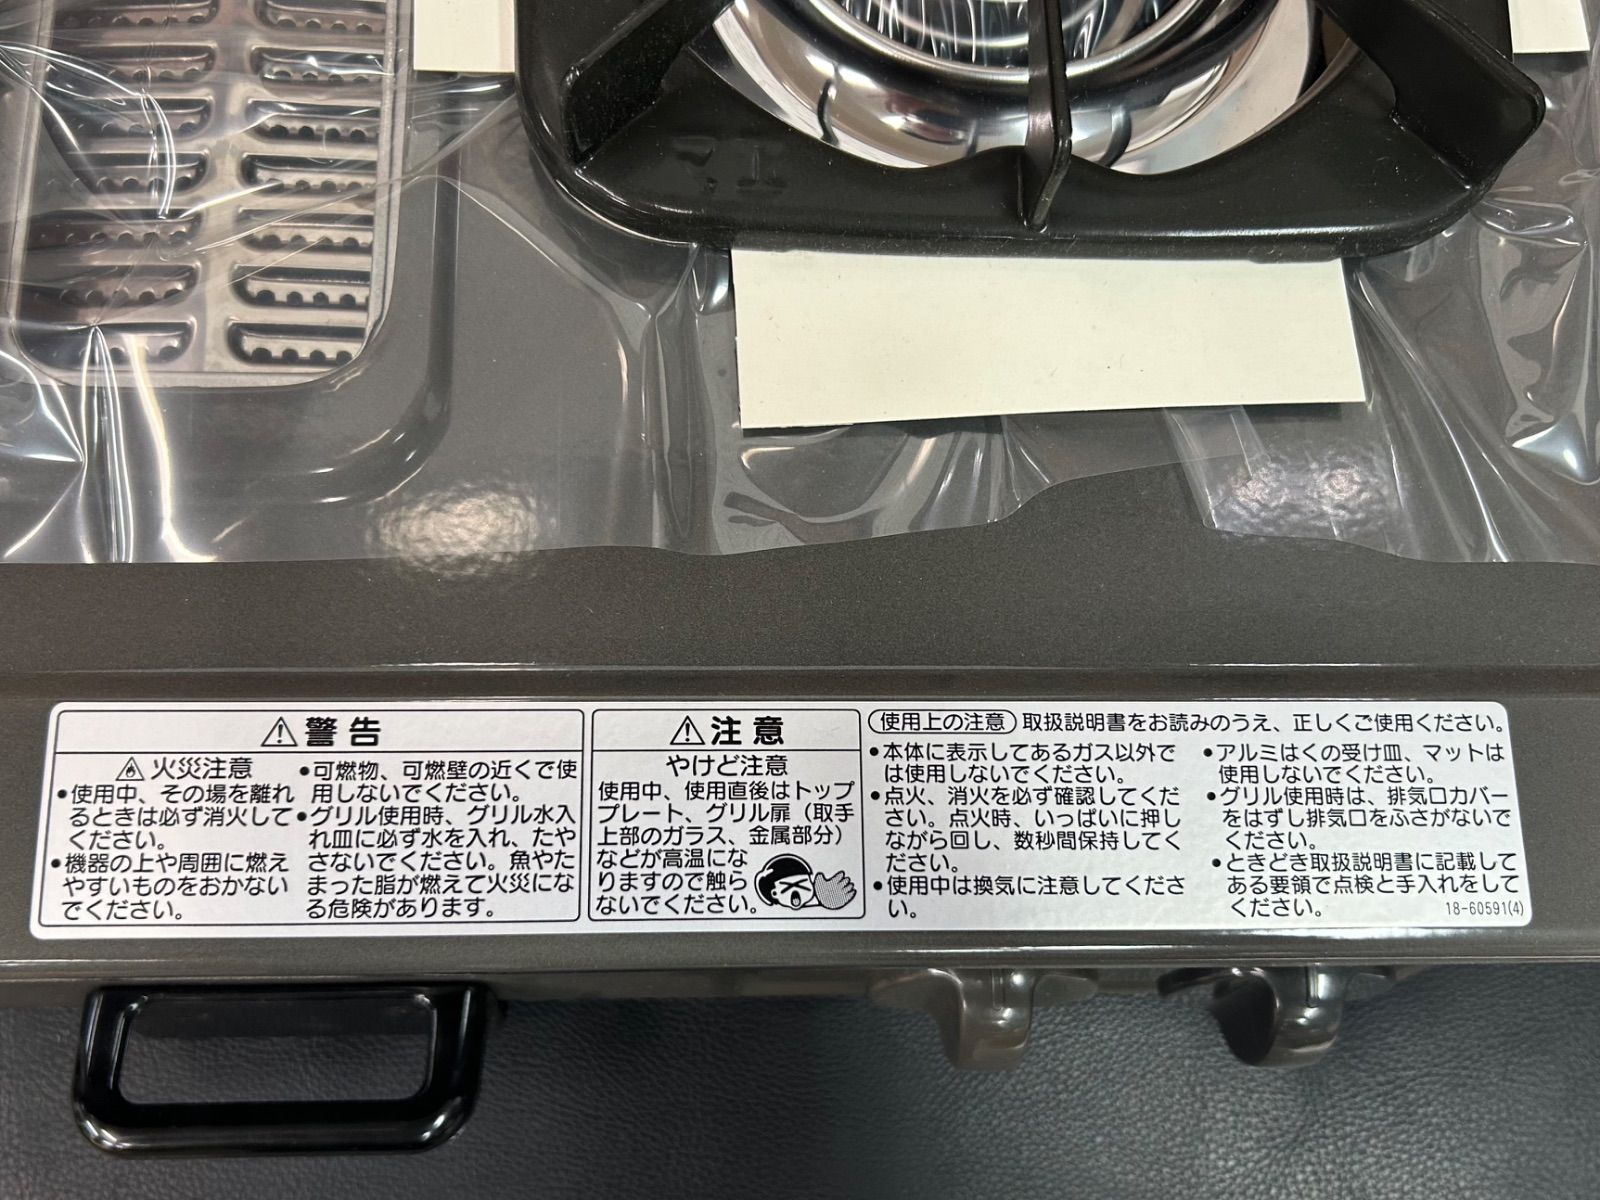 警告
火災注意
•使用中、その場を離れ
るときは必ず消火して
ください。
•機器の上や周囲に燃え
やすいものをおかない
でください。
•可燃物、可燃壁の近くで使
用しないでください。
•グリル使用時、グリル水入
れ皿に必ず水を入れ、たや
さないでください。魚やた
まった脂が燃えて火災にな
る危険があります。
注意
やけど注意
使用中、使用直後はトップ
プレート、グリル扉（取手
上部のガラス、金属部分）
などが高温にな
りますので触ら
ないでください。
使用上の注意 取扱説明書をお読みのうえ、正しくご使用ください。
•本体に表示してあるガス以外で
は使用しないでください。
•点火、消火を必ず確認してくだ
さい。点火時、いっぱいに押し
ながら回し、数秒間保持してく
ださい。
•使用中は換気に注意してくださ
い。
•アルミはくの受け皿、マットは
使用しないでください。
•グリル使用時は、排気口カバー
をはずし排気口をふさがないで
ください。
•ときどき取扱説明書に記載して
ある要領で点検と手入れをして
ください。
18-60591(4)